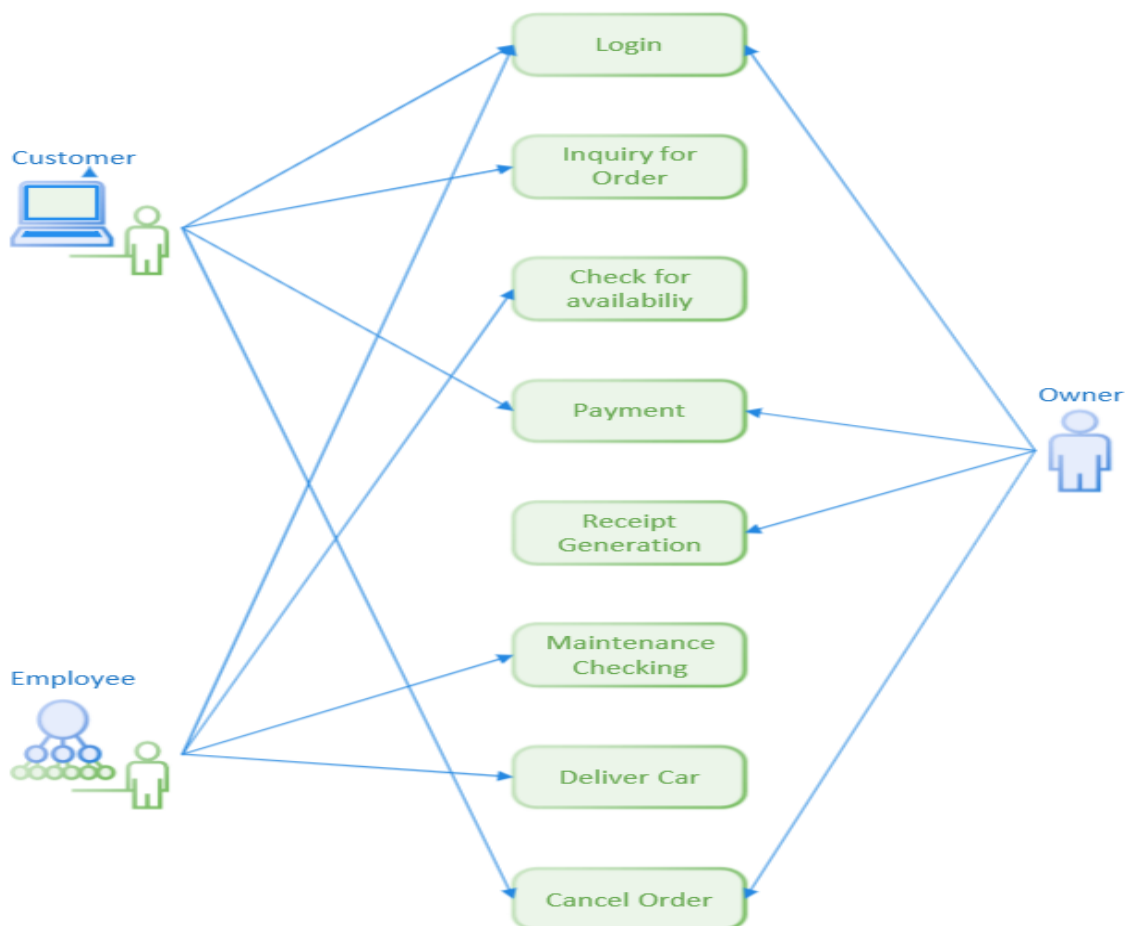 Login
Customer
Inquiry for
Order
Check for
availabiliy
Payment
Owner
Receipt
Generation
Maintenance
Checking
Employee
Deliver Car
Cancel Order